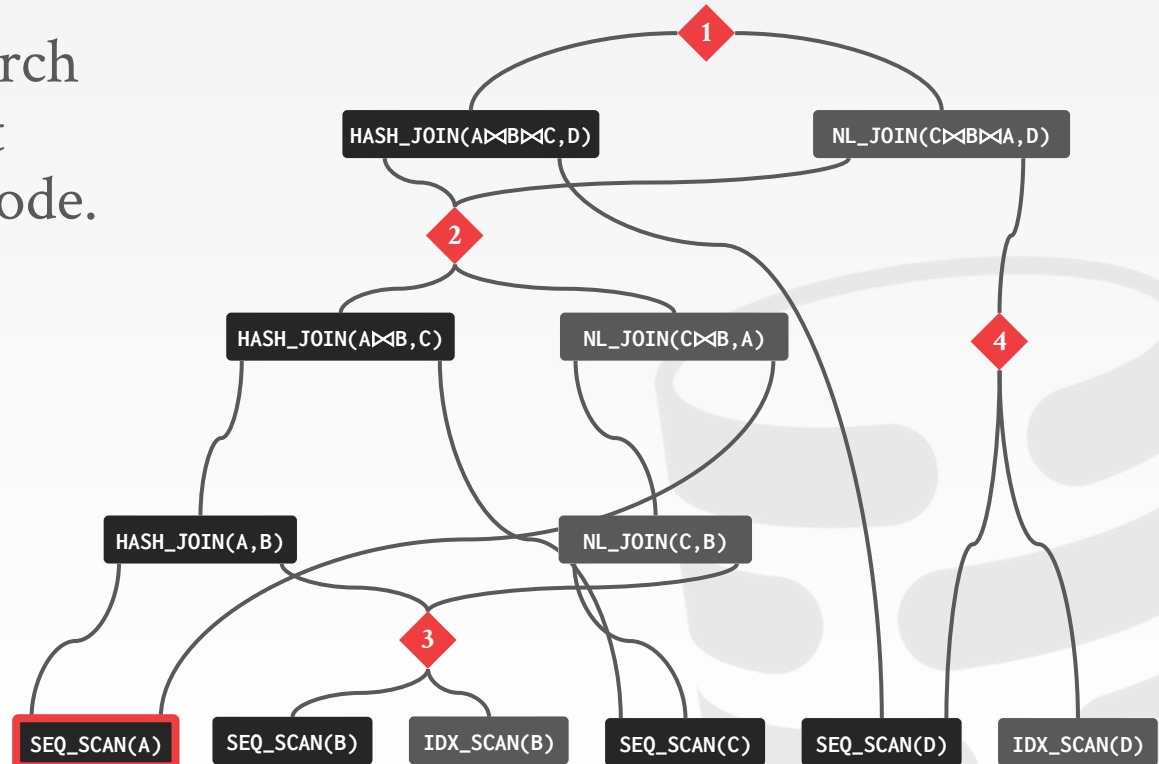 rch
t
ode.
1
HASH_JOIN(A⋈B⋈C,D)
NL_JOIN(C⋈B⋈A,D)
2
HASH_JOIN(A⋈B,C)
NL_JOIN(C⋈B,A)
4
HASH_JOIN(A,B)
NL_JOIN(C,B)
3
SEQ_SCAN(A)
SEQ_SCAN(B)
IDX_SCAN(B)
SEQ_SCAN(C)
SEQ_SCAN(D)
IDX_SCAN(D)